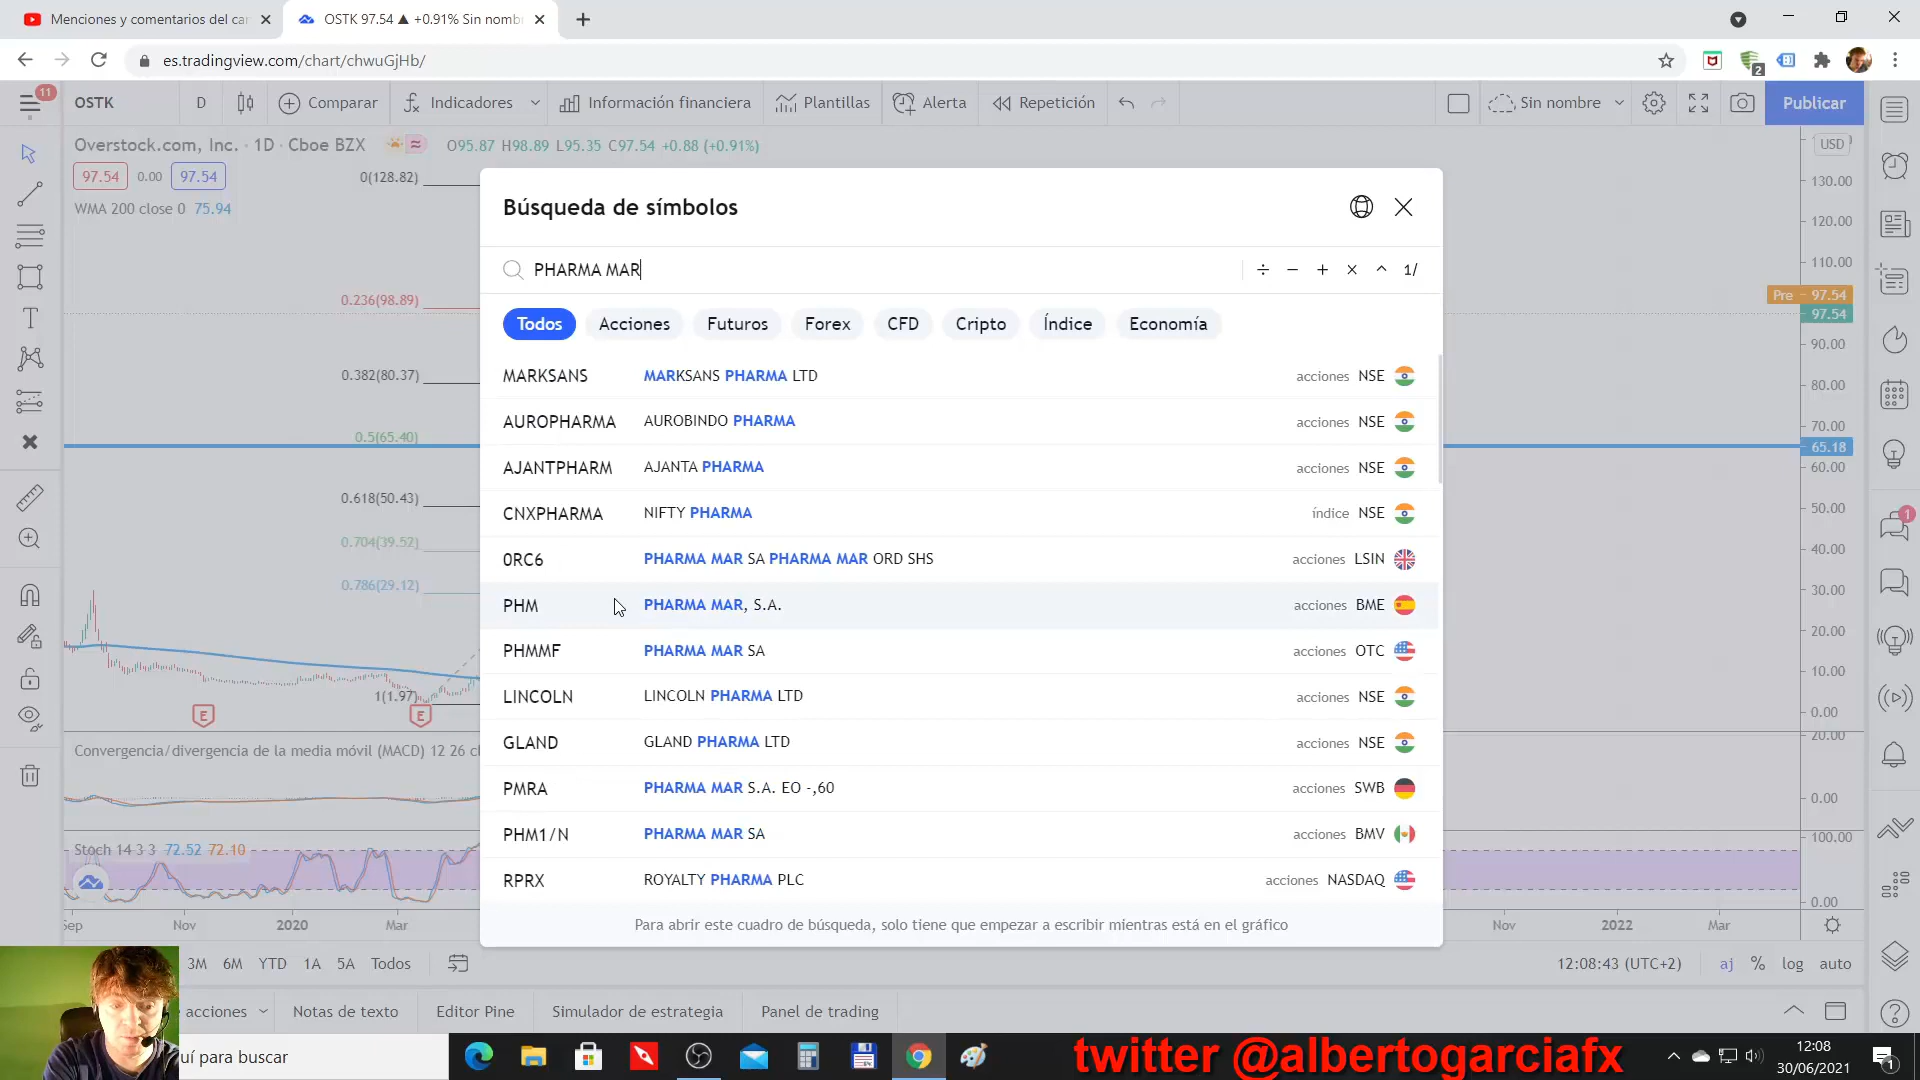 Menciones y comentarios del car
OSTK 97.54 ▲ +0.91% Sin nombr
es.tradingview.com/chart/chwuGjHb/
2
11
OSTK
D
Comparar
Indicadores
Información financiera
Plantillas
Alerta
Repetición
Sin nombre
Publicar
Overstock.com, Inc. · 1D · Cboe BZX
O95.87 H98.89 L95.35 C97.54 +0.88 (+0.91%)
97.54 0.00 97.54
WMA 200 close 0 75.94
0(128.82)
0.236(98.89)
0.382(80.37)
0.5(65.40)
0.618(50.43)
0.704(39.52)
0.786(29.12)
1(1.97)
E
E
Convergencia/divergencia de la media móvil (MACD) 12 26 cl
Stoch 14 3 3 72.52 72.10
Sep
Nov
2020
Mar
Búsqueda de símbolos
PHARMA MAR
÷ − + × ^ 1/
Todos Acciones Futuros Forex CFD Cripto Índice Economía
MARKSANS MARKSANS PHARMA LTD acciones NSE
AUROPHARMA AUROBINDO PHARMA acciones NSE
AJANTPHARM AJANTA PHARMA acciones NSE
CNXPHARMA NIFTY PHARMA índice NSE
0RC6 PHARMA MAR SA PHARMA MAR ORD SHS acciones LSIN
PHM PHARMA MAR, S.A. acciones BME
PHMMF PHARMA MAR SA acciones OTC
LINCOLN LINCOLN PHARMA LTD acciones NSE
GLAND GLAND PHARMA LTD acciones NSE
PMRA PHARMA MAR S.A. EO -,60 acciones SWB
PHM1/N PHARMA MAR SA acciones BMV
RPRX ROYALTY PHARMA PLC acciones NASDAQ
Para abrir este cuadro de búsqueda, solo tiene que empezar a escribir mientras está en el gráfico
USD
130.00
120.00
110.00
Pre 97.54
97.54
90.00
80.00
70.00
65.18
60.00
50.00
40.00
30.00
20.00
10.00
0.00
20.00
0.00
100.00
0.00
Nov
2022
Mar
1
3M 6M YTD 1A 5A Todos
12:08:43 (UTC+2)
aj % log auto
acciones
Notas de texto
Editor Pine
Simulador de estrategia
Panel de trading
uí para buscar
twitter @albertogarciafx
12:08
30/06/2021
1